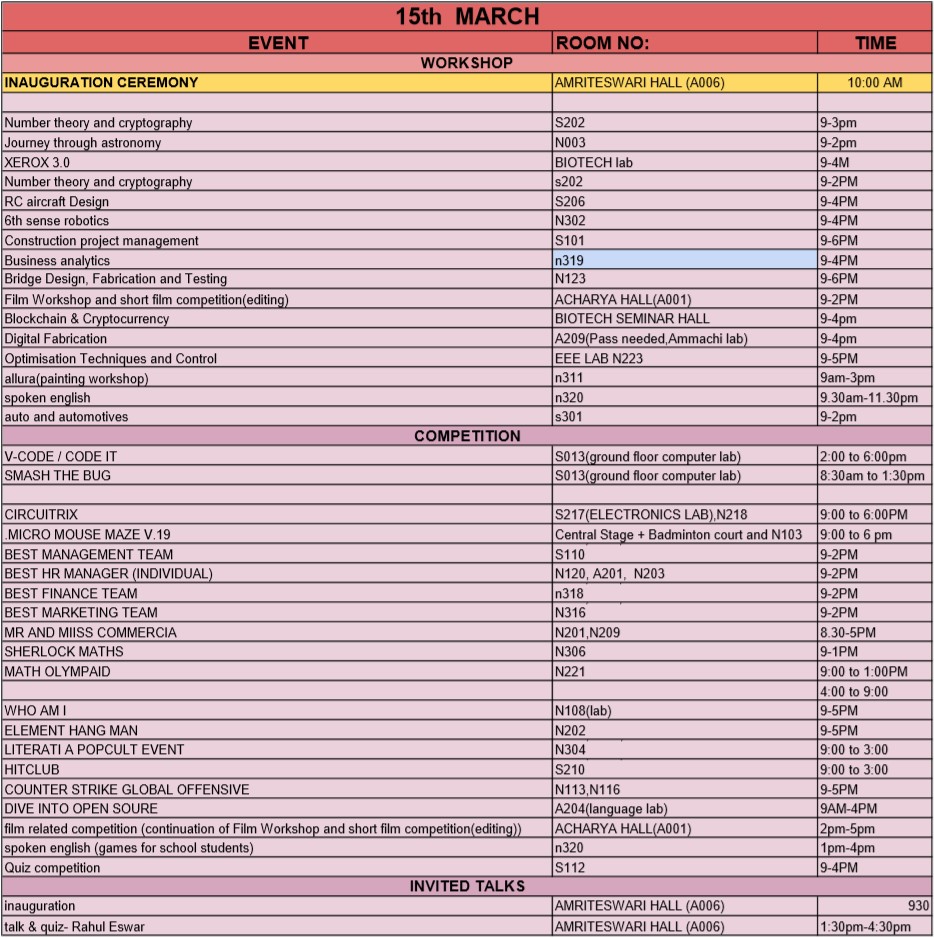 15th MARCH
EVENT ROOM NO: TIME
WORKSHOP
INAUGURATION CEREMONY AMRITESWARI HALL (A006) 10:00 AM
Number theory and cryptography S202 9-3pm
Journey through astronomy N003 9-2pm
XEROX 3.0 BIOTECH lab 9-4M
Number theory and cryptography s202 9-2PM
RC aircraft Design S206 9-4PM
6th sense robotics N302 9-4PM
Construction project management S101 9-6PM
Business analytics n319 9-4PM
Bridge Design, Fabrication and Testing N123 9-6PM
Film Workshop and short film competition(editing) ACHARYA HALL(A001) 9-2PM
Blockchain & Cryptocurrency BIOTECH SEMINAR HALL 9-4pm
Digital Fabrication A209(Pass needed,Ammachi lab) 9-4pm
Optimisation Techniques and Control EEE LAB N223 9-5PM
allura(painting workshop) n311 9am-3pm
spoken english n320 9.30am-11.30pm
auto and automotives s301 9-2pm
COMPETITION
V-CODE / CODE IT S013(ground floor computer lab) 2:00 to 6:00pm
SMASH THE BUG S013(ground floor computer lab) 8:30am to 1:30pm
CIRCUITRIX S217(ELECTRONICS LAB),N218 9:00 to 6:00PM
.MICRO MOUSE MAZE V.19 Central Stage + Badminton court and N103 9:00 to 6 pm
BEST MANAGEMENT TEAM S110 9-2PM
BEST HR MANAGER (INDIVIDUAL) N120, A201, N203 9-2PM
BEST FINANCE TEAM n318 9-2PM
BEST MARKETING TEAM N316 9-2PM
MR AND MIISS COMMERCIA N201,N209 8.30-5PM
SHERLOCK MATHS N306 9-1PM
MATH OLYMPAID N221 9:00 to 1:00PM
4:00 to 9:00
WHO AM I N108(lab) 9-5PM
ELEMENT HANG MAN N202 9-5PM
LITERATI A POPCULT EVENT N304 9:00 to 3:00
HITCLUB S210 9:00 to 3:00
COUNTER STRIKE GLOBAL OFFENSIVE N113,N116 9-5PM
DIVE INTO OPEN SOURE A204(language lab) 9AM-4PM
film related competition (continuation of Film Workshop and short film competition(editing)) ACHARYA HALL(A001) 2pm-5pm
spoken english (games for school students) n320 1pm-4pm
Quiz competition S112 9-4PM
INVITED TALKS
inauguration AMRITESWARI HALL (A006) 930
talk & quiz- Rahul Eswar AMRITESWARI HALL (A006) 1:30pm-4:30pm